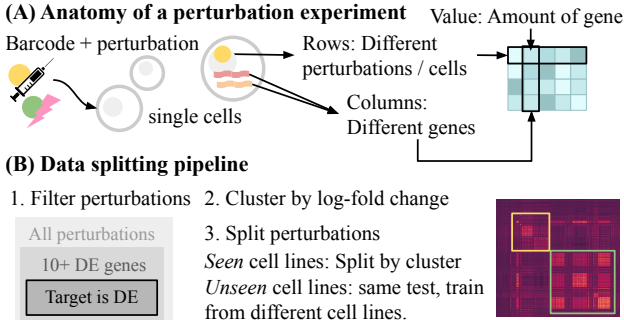 (A) Anatomy of a perturbation experiment
Value: Amount of gene
Barcode + perturbation
Rows: Different
perturbations / cells
single cells
Columns:
Different genes
(B) Data splitting pipeline
1. Filter perturbations
2. Cluster by log-fold change
All perturbations
10+ DE genes
Target is DE
3. Split perturbations
Seen cell lines: Split by cluster
Unseen cell lines: same test, train
from different cell lines.